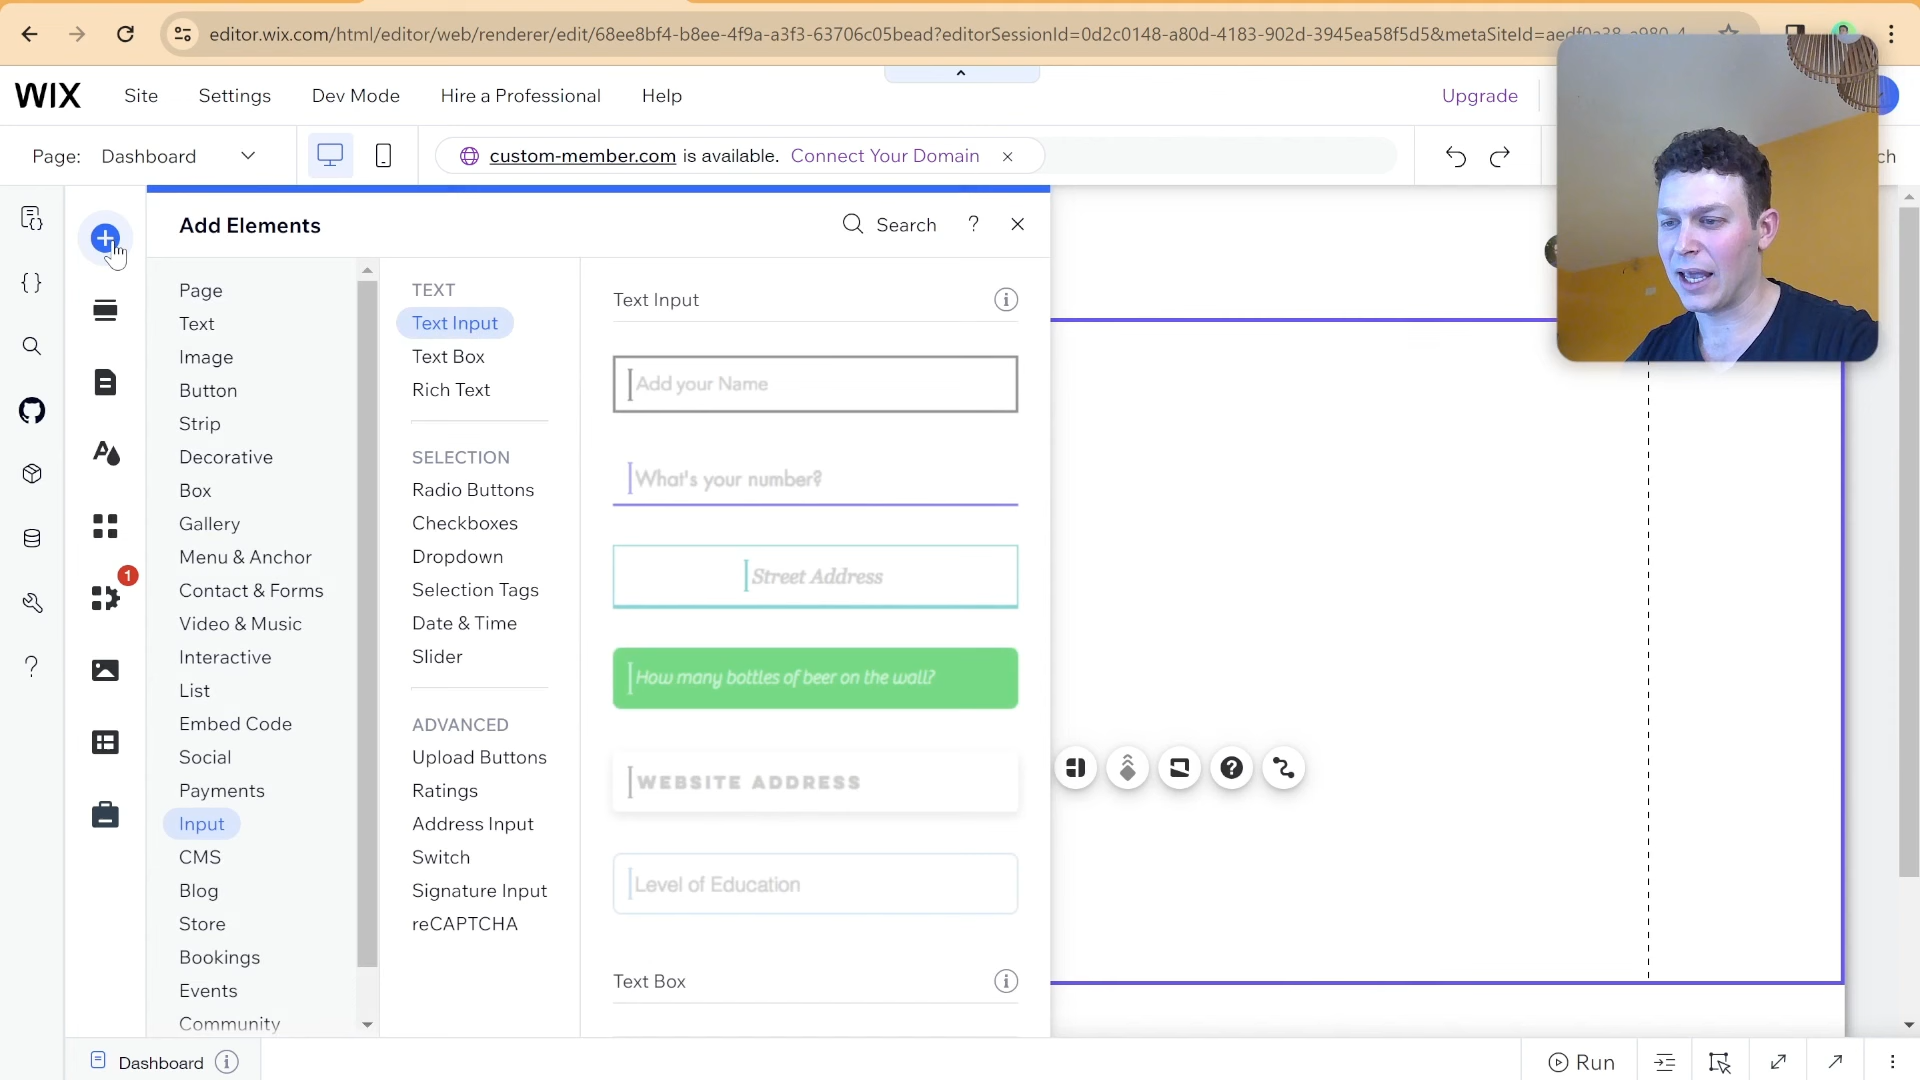 editor.wix.com/html/editor/web/renderer/edit/68ee8bf4-b8ee-4f9a-a3f3-63706c05bead?editorSessionId=0d2c0148-a80d-4183-902d-3945ea58f5d5&metaSiteId=aedf0a38-a980-4
WIX
Site
Settings
Dev Mode
Hire a Professional
Help
Upgrade
Page: Dashboard
custom-member.com is available. Connect Your Domain
ch
Add Elements
Search
?
Page
Text
Image
Button
Strip
Decorative
Box
Gallery
Menu & Anchor
Contact & Forms
Video & Music
Interactive
List
Embed Code
Social
Payments
Input
CMS
Blog
Store
Bookings
Events
Community
1
TEXT
Text Input
Text Box
Rich Text
SELECTION
Radio Buttons
Checkboxes
Dropdown
Selection Tags
Date & Time
Slider
ADVANCED
Upload Buttons
Ratings
Address Input
Switch
Signature Input
reCAPTCHA
Text Input
Add your Name
What's your number?
Street Address
How many bottles of beer on the wall?
WEBSITE ADDRESS
Level of Education
Text Box
Dashboard
Run